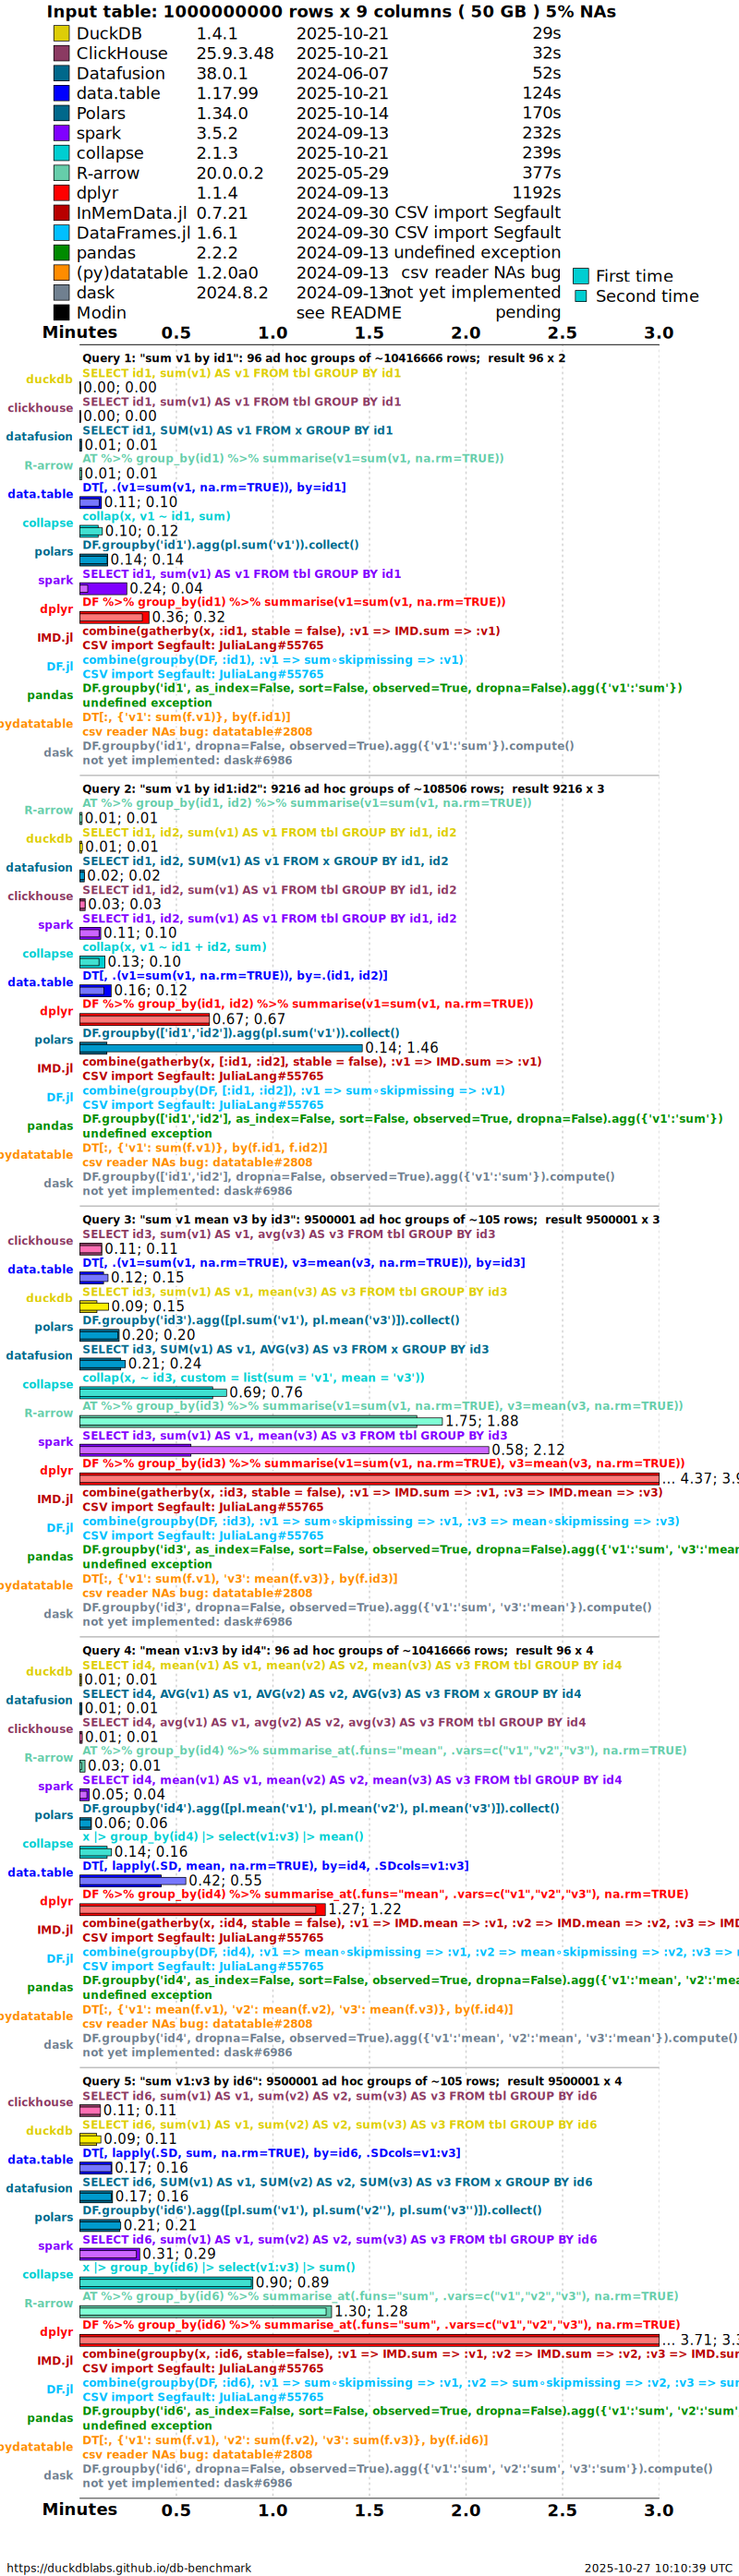 Input table: 1000000000 rows x 9 columns ( 50 GB ) 5% NAs
DuckDB 1.4.1 2025-10-21 29s
ClickHouse 25.9.3.48 2025-10-21 32s
Datafusion 38.0.1 2024-06-07 52s
data.table 1.17.99 2025-10-21 124s
Polars 1.34.0 2025-10-14 170s
spark 3.5.2 2024-09-13 232s
collapse 2.1.3 2025-10-21 239s
R-arrow 20.0.0.2 2025-05-29 377s
dplyr 1.1.4 2024-09-13 1192s
InMemData.jl 0.7.21 2024-09-30 CSV import Segfault
DataFrames.jl 1.6.1 2024-09-30 CSV import Segfault
pandas 2.2.2 2024-09-13 undefined exception
(py)datatable 1.2.0a0 2024-09-13 csv reader NAs bug
dask 2024.8.2 2024-09-13 not yet implemented
Modin see README pending
First time
Second time
Minutes 0.5 1.0 1.5 2.0 2.5 3.0
Query 1: "sum v1 by id1": 96 ad hoc groups of ~10416666 rows; result 96 x 2
SELECT id1, sum(v1) AS v1 FROM tbl GROUP BY id1
duckdb 0.00; 0.00
SELECT id1, sum(v1) AS v1 FROM tbl GROUP BY id1
clickhouse 0.00; 0.00
SELECT id1, SUM(v1) AS v1 FROM x GROUP BY id1
datafusion 0.01; 0.01
AT %>% group_by(id1) %>% summarise(v1=sum(v1, na.rm=TRUE))
R-arrow 0.01; 0.01
DT[, .(v1=sum(v1, na.rm=TRUE)), by=id1]
data.table 0.11; 0.10
collap(x, v1 ~ id1, sum)
collapse 0.10; 0.12
DF.groupby('id1').agg(pl.sum('v1')).collect()
polars 0.14; 0.14
SELECT id1, sum(v1) AS v1 FROM tbl GROUP BY id1
spark 0.24; 0.04
DF %>% group_by(id1) %>% summarise(v1=sum(v1, na.rm=TRUE))
dplyr 0.36; 0.32
combine(gatherby(x, :id1, stable = false), :v1 => IMD.sum => :v1)
IMD.jl CSV import Segfault: JuliaLang#55765
combine(groupby(DF, :id1), :v1 => sum∘skipmissing => :v1)
DF.jl CSV import Segfault: JuliaLang#55765
DF.groupby('id1', as_index=False, sort=False, observed=True, dropna=False).agg({'v1':'sum'})
pandas undefined exception
DT[:, {'v1': sum(f.v1)}, by(f.id1)]
pydatatable csv reader NAs bug: datatable#2808
DF.groupby('id1', dropna=False, observed=True).agg({'v1':'sum'}).compute()
dask not yet implemented: dask#6986
Query 2: "sum v1 by id1:id2": 9216 ad hoc groups of ~108506 rows; result 9216 x 3
AT %>% group_by(id1, id2) %>% summarise(v1=sum(v1, na.rm=TRUE))
R-arrow 0.01; 0.01
SELECT id1, id2, sum(v1) AS v1 FROM tbl GROUP BY id1, id2
duckdb 0.01; 0.01
SELECT id1, id2, SUM(v1) AS v1 FROM x GROUP BY id1, id2
datafusion 0.02; 0.02
SELECT id1, id2, sum(v1) AS v1 FROM tbl GROUP BY id1, id2
clickhouse 0.03; 0.03
SELECT id1, id2, sum(v1) AS v1 FROM tbl GROUP BY id1, id2
spark 0.11; 0.10
collap(x, v1 ~ id1 + id2, sum)
collapse 0.13; 0.10
DT[, .(v1=sum(v1, na.rm=TRUE)), by=.(id1, id2)]
data.table 0.16; 0.12
DF %>% group_by(id1, id2) %>% summarise(v1=sum(v1, na.rm=TRUE))
dplyr 0.67; 0.67
DF.groupby(['id1','id2']).agg(pl.sum('v1')).collect()
polars 0.14; 1.46
combine(gatherby(x, [:id1, :id2], stable = false), :v1 => IMD.sum => :v1)
IMD.jl CSV import Segfault: JuliaLang#55765
combine(groupby(DF, [:id1, :id2]), :v1 => sum∘skipmissing => :v1)
DF.jl CSV import Segfault: JuliaLang#55765
DF.groupby(['id1','id2'], as_index=False, sort=False, observed=True, dropna=False).agg({'v1':'sum'})
pandas undefined exception
DT[:, {'v1': sum(f.v1)}, by(f.id1, f.id2)]
pydatatable csv reader NAs bug: datatable#2808
DF.groupby(['id1','id2'], dropna=False, observed=True).agg({'v1':'sum'}).compute()
dask not yet implemented: dask#6986
Query 3: "sum v1 mean v3 by id3": 9500001 ad hoc groups of ~105 rows; result 9500001 x 3
SELECT id3, sum(v1) AS v1, avg(v3) AS v3 FROM tbl GROUP BY id3
clickhouse 0.11; 0.11
DT[, .(v1=sum(v1, na.rm=TRUE), v3=mean(v3, na.rm=TRUE)), by=id3]
data.table 0.12; 0.15
SELECT id3, sum(v1) AS v1, mean(v3) AS v3 FROM tbl GROUP BY id3
duckdb 0.09; 0.15
DF.groupby('id3').agg([pl.sum('v1'), pl.mean('v3')]).collect()
polars 0.20; 0.20
SELECT id3, SUM(v1) AS v1, AVG(v3) AS v3 FROM x GROUP BY id3
datafusion 0.21; 0.24
collap(x, ~ id3, custom = list(sum = 'v1', mean = 'v3'))
collapse 0.69; 0.76
AT %>% group_by(id3) %>% summarise(v1=sum(v1, na.rm=TRUE), v3=mean(v3, na.rm=TRUE))
R-arrow 1.75; 1.88
SELECT id3, sum(v1) AS v1, mean(v3) AS v3 FROM tbl GROUP BY id3
spark 0.58; 2.12
DF %>% group_by(id3) %>% summarise(v1=sum(v1, na.rm=TRUE), v3=mean(v3, na.rm=TRUE))
dplyr ... 4.37; 3.9
combine(gatherby(x, :id3, stable = false), :v1 => IMD.sum => :v1, :v3 => IMD.mean => :v3)
IMD.jl CSV import Segfault: JuliaLang#55765
combine(groupby(DF, :id3), :v1 => sum∘skipmissing => :v1, :v3 => mean∘skipmissing => :v3)
DF.jl CSV import Segfault: JuliaLang#55765
DF.groupby('id3', as_index=False, sort=False, observed=True, dropna=False).agg({'v1':'sum', 'v3':'mean
pandas undefined exception
DT[:, {'v1': sum(f.v1), 'v3': mean(f.v3)}, by(f.id3)]
pydatatable csv reader NAs bug: datatable#2808
DF.groupby('id3', dropna=False, observed=True).agg({'v1':'sum', 'v3':'mean'}).compute()
dask not yet implemented: dask#6986
Query 4: "mean v1:v3 by id4": 96 ad hoc groups of ~10416666 rows; result 96 x 4
SELECT id4, mean(v1) AS v1, mean(v2) AS v2, mean(v3) AS v3 FROM tbl GROUP BY id4
duckdb 0.01; 0.01
SELECT id4, AVG(v1) AS v1, AVG(v2) AS v2, AVG(v3) AS v3 FROM x GROUP BY id4
datafusion 0.01; 0.01
SELECT id4, avg(v1) AS v1, avg(v2) AS v2, avg(v3) AS v3 FROM tbl GROUP BY id4
clickhouse 0.01; 0.01
AT %>% group_by(id4) %>% summarise_at(.funs="mean", .vars=c("v1","v2","v3"), na.rm=TRUE)
R-arrow 0.03; 0.01
SELECT id4, mean(v1) AS v1, mean(v2) AS v2, mean(v3) AS v3 FROM tbl GROUP BY id4
spark 0.05; 0.04
DF.groupby('id4').agg([pl.mean('v1'), pl.mean('v2'), pl.mean('v3')]).collect()
polars 0.06; 0.06
x |> group_by(id4) |> select(v1:v3) |> mean()
collapse 0.14; 0.16
DT[, lapply(.SD, mean, na.rm=TRUE), by=id4, .SDcols=v1:v3]
data.table 0.42; 0.55
DF %>% group_by(id4) %>% summarise_at(.funs="mean", .vars=c("v1","v2","v3"), na.rm=TRUE)
dplyr 1.27; 1.22
combine(gatherby(x, :id4, stable = false), :v1 => IMD.mean => :v1, :v2 => IMD.mean => :v2, :v3 => IMD
IMD.jl CSV import Segfault: JuliaLang#55765
combine(groupby(DF, :id4), :v1 => mean∘skipmissing => :v1, :v2 => mean∘skipmissing => :v2, :v3 =>
DF.jl CSV import Segfault: JuliaLang#55765
DF.groupby('id4', as_index=False, sort=False, observed=True, dropna=False).agg({'v1':'mean', 'v2':'mea
pandas undefined exception
DT[:, {'v1': mean(f.v1), 'v2': mean(f.v2), 'v3': mean(f.v3)}, by(f.id4)]
pydatatable csv reader NAs bug: datatable#2808
DF.groupby('id4', dropna=False, observed=True).agg({'v1':'mean', 'v2':'mean', 'v3':'mean'}).compute()
dask not yet implemented: dask#6986
Query 5: "sum v1:v3 by id6": 9500001 ad hoc groups of ~105 rows; result 9500001 x 4
SELECT id6, sum(v1) AS v1, sum(v2) AS v2, sum(v3) AS v3 FROM tbl GROUP BY id6
clickhouse 0.11; 0.11
SELECT id6, sum(v1) AS v1, sum(v2) AS v2, sum(v3) AS v3 FROM tbl GROUP BY id6
duckdb 0.09; 0.11
DT[, lapply(.SD, sum, na.rm=TRUE), by=id6, .SDcols=v1:v3]
data.table 0.17; 0.16
SELECT id6, SUM(v1) AS v1, SUM(v2) AS v2, SUM(v3) AS v3 FROM x GROUP BY id6
datafusion 0.17; 0.16
DF.groupby('id6').agg([pl.sum('v1'), pl.sum('v2''), pl.sum('v3'')]).collect()
polars 0.21; 0.21
SELECT id6, sum(v1) AS v1, sum(v2) AS v2, sum(v3) AS v3 FROM tbl GROUP BY id6
spark 0.31; 0.29
x |> group_by(id6) |> select(v1:v3) |> sum()
collapse 0.90; 0.89
AT %>% group_by(id6) %>% summarise_at(.funs="sum", .vars=c("v1","v2","v3"), na.rm=TRUE)
R-arrow 1.30; 1.28
DF %>% group_by(id6) %>% summarise_at(.funs="sum", .vars=c("v1","v2","v3"), na.rm=TRUE)
dplyr ... 3.71; 3.3
combine(groupby(x, :id6, stable=false), :v1 => IMD.sum => :v1, :v2 => IMD.sum => :v2, :v3 => IMD.sum
IMD.jl CSV import Segfault: JuliaLang#55765
combine(groupby(DF, :id6), :v1 => sum∘skipmissing => :v1, :v2 => sum∘skipmissing => :v2, :v3 => sum
DF.jl CSV import Segfault: JuliaLang#55765
DF.groupby('id6', as_index=False, sort=False, observed=True, dropna=False).agg({'v1':'sum', 'v2':'sum'
pandas undefined exception
DT[:, {'v1': sum(f.v1), 'v2': sum(f.v2), 'v3': sum(f.v3)}, by(f.id6)]
pydatatable csv reader NAs bug: datatable#2808
DF.groupby('id6', dropna=False, observed=True).agg({'v1':'sum', 'v2':'sum', 'v3':'sum'}).compute()
dask not yet implemented: dask#6986
Minutes 0.5 1.0 1.5 2.0 2.5 3.0
https://duckdblabs.github.io/db-benchmark 2025-10-27 10:10:39 UTC